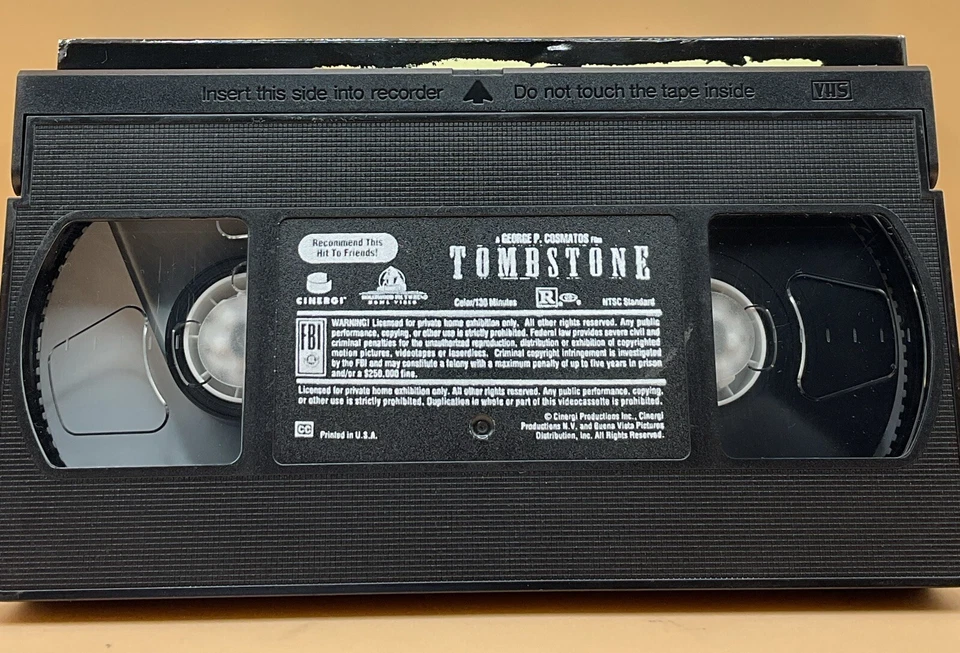 Insert this side into recorder Do not touch the tape inside VHS
Recommend This
Hit To Friends!
CINERGI
HOLLYWOOD PICTURES
HOME VIDEO
A GEORGE P. COSMATOS FILM
TOMBSTONE
Color/130 Minutes R NTSC Standard
FBI
WARNING! Licensed for private home exhibition only. All other rights reserved. Any public
performance, copying, or other use is strictly prohibited. Federal law provides severe civil and
criminal penalties for the unauthorized reproduction, distribution or exhibition of copyrighted
motion pictures, videotapes or laserdiscs. Criminal copyright infringement is investigated
by the FBI and may constitute a felony with a maximum penalty of up to five years in prison
and/or a $250,000 fine.
Licensed for private home exhibition only. All other rights reserved. Any public performance, copying,
or other use is strictly prohibited. Duplication in whole or part of this videocassette is prohibited.
© Cinergi Productions Inc., Cinergi
Productions N.V. and Buena Vista Pictures
Distribution, Inc. All Rights Reserved.
CC Printed in U.S.A.